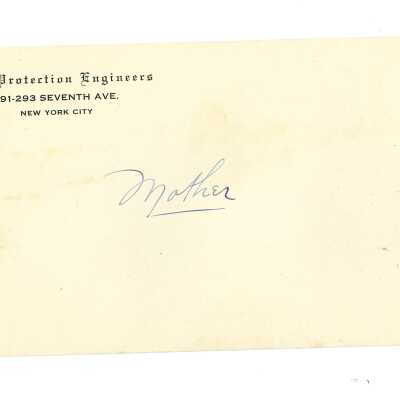 Protection Engineers
91-293 SEVENTH AVE.
NEW YORK CITY
Mother